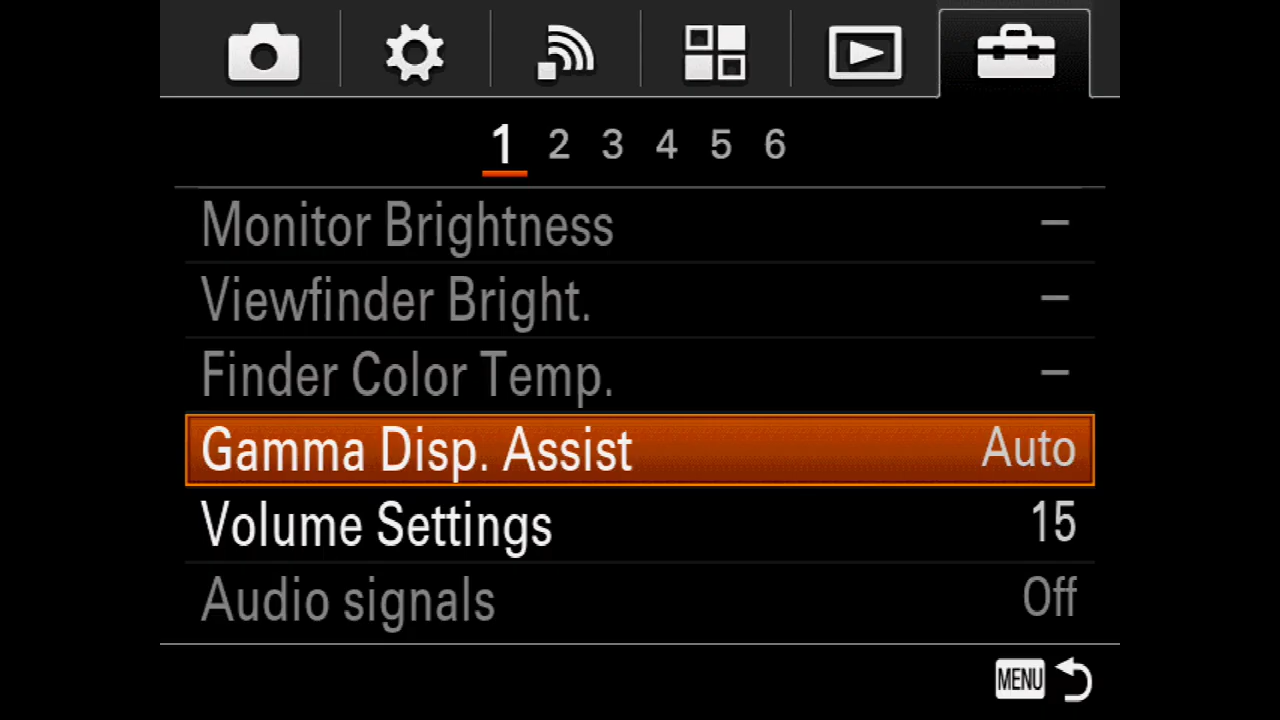 1 2 3 4 5 6
Monitor Brightness –
Viewfinder Bright. –
Finder Color Temp. –
Gamma Disp. Assist Auto
Volume Settings 15
Audio signals Off
MENU